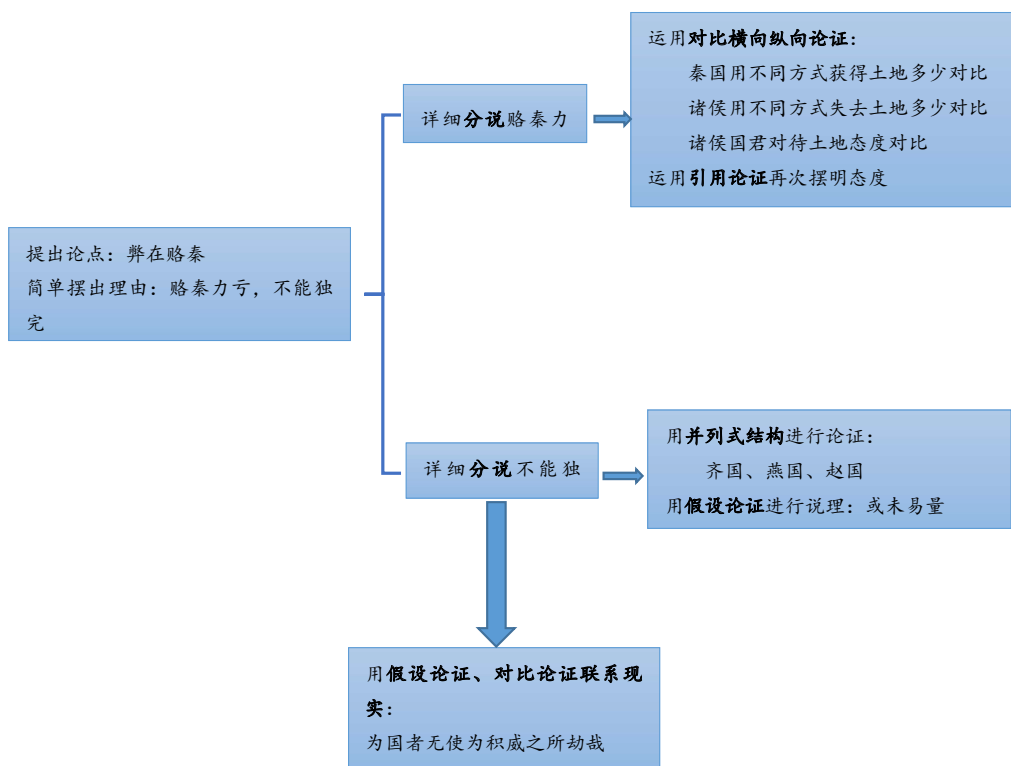 提出论点：弊在赂秦
简单摆出理由：赂秦力亏，不能独
完
详细分说赂秦力
运用对比横向纵向论证：
秦国用不同方式获得土地多少对比
诸侯用不同方式失去土地多少对比
诸侯国君对待土地态度对比
运用引用论证再次摆明态度
详细分说不能独
用并列式结构进行论证：
齐国、燕国、赵国
用假设论证进行说理：或未易量
用假设论证、对比论证联系现
实：
为国者无使为积威之所劫哉